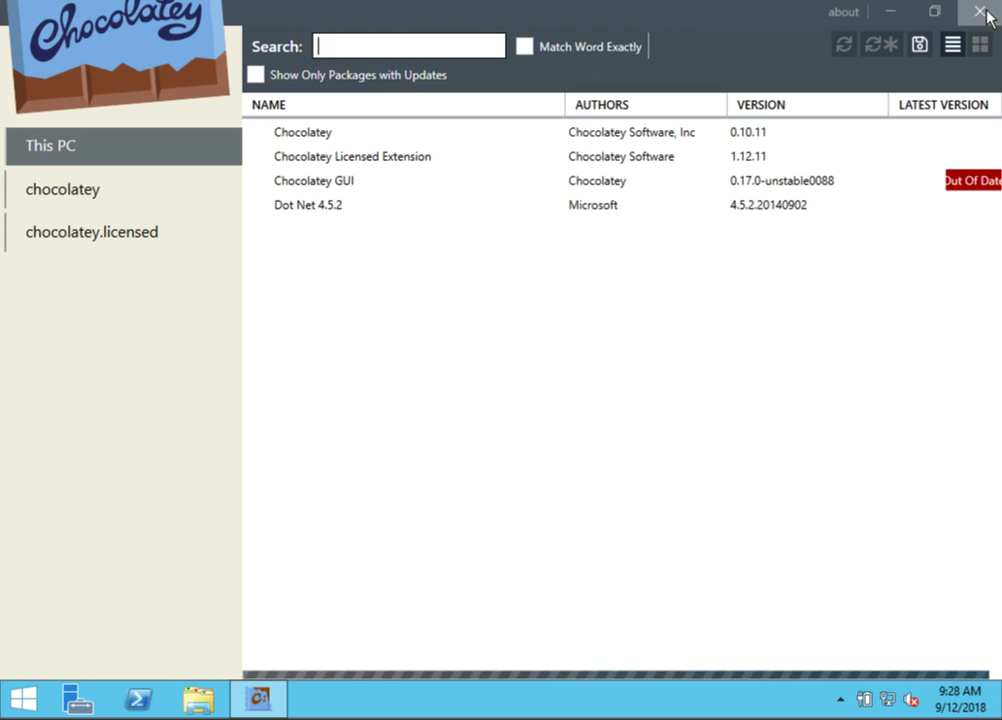 Chocolatey
about
Search:
Match Word Exactly
Show Only Packages with Updates
NAME AUTHORS VERSION LATEST VERSION
This PC
chocolatey
chocolatey.licensed
Chocolatey Chocolatey Software, Inc 0.10.11
Chocolatey Licensed Extension Chocolatey Software 1.12.11
Chocolatey GUI Chocolatey 0.17.0-unstable0088 Out Of Date
Dot Net 4.5.2 Microsoft 4.5.2.20140902
9:28 AM
9/12/2018